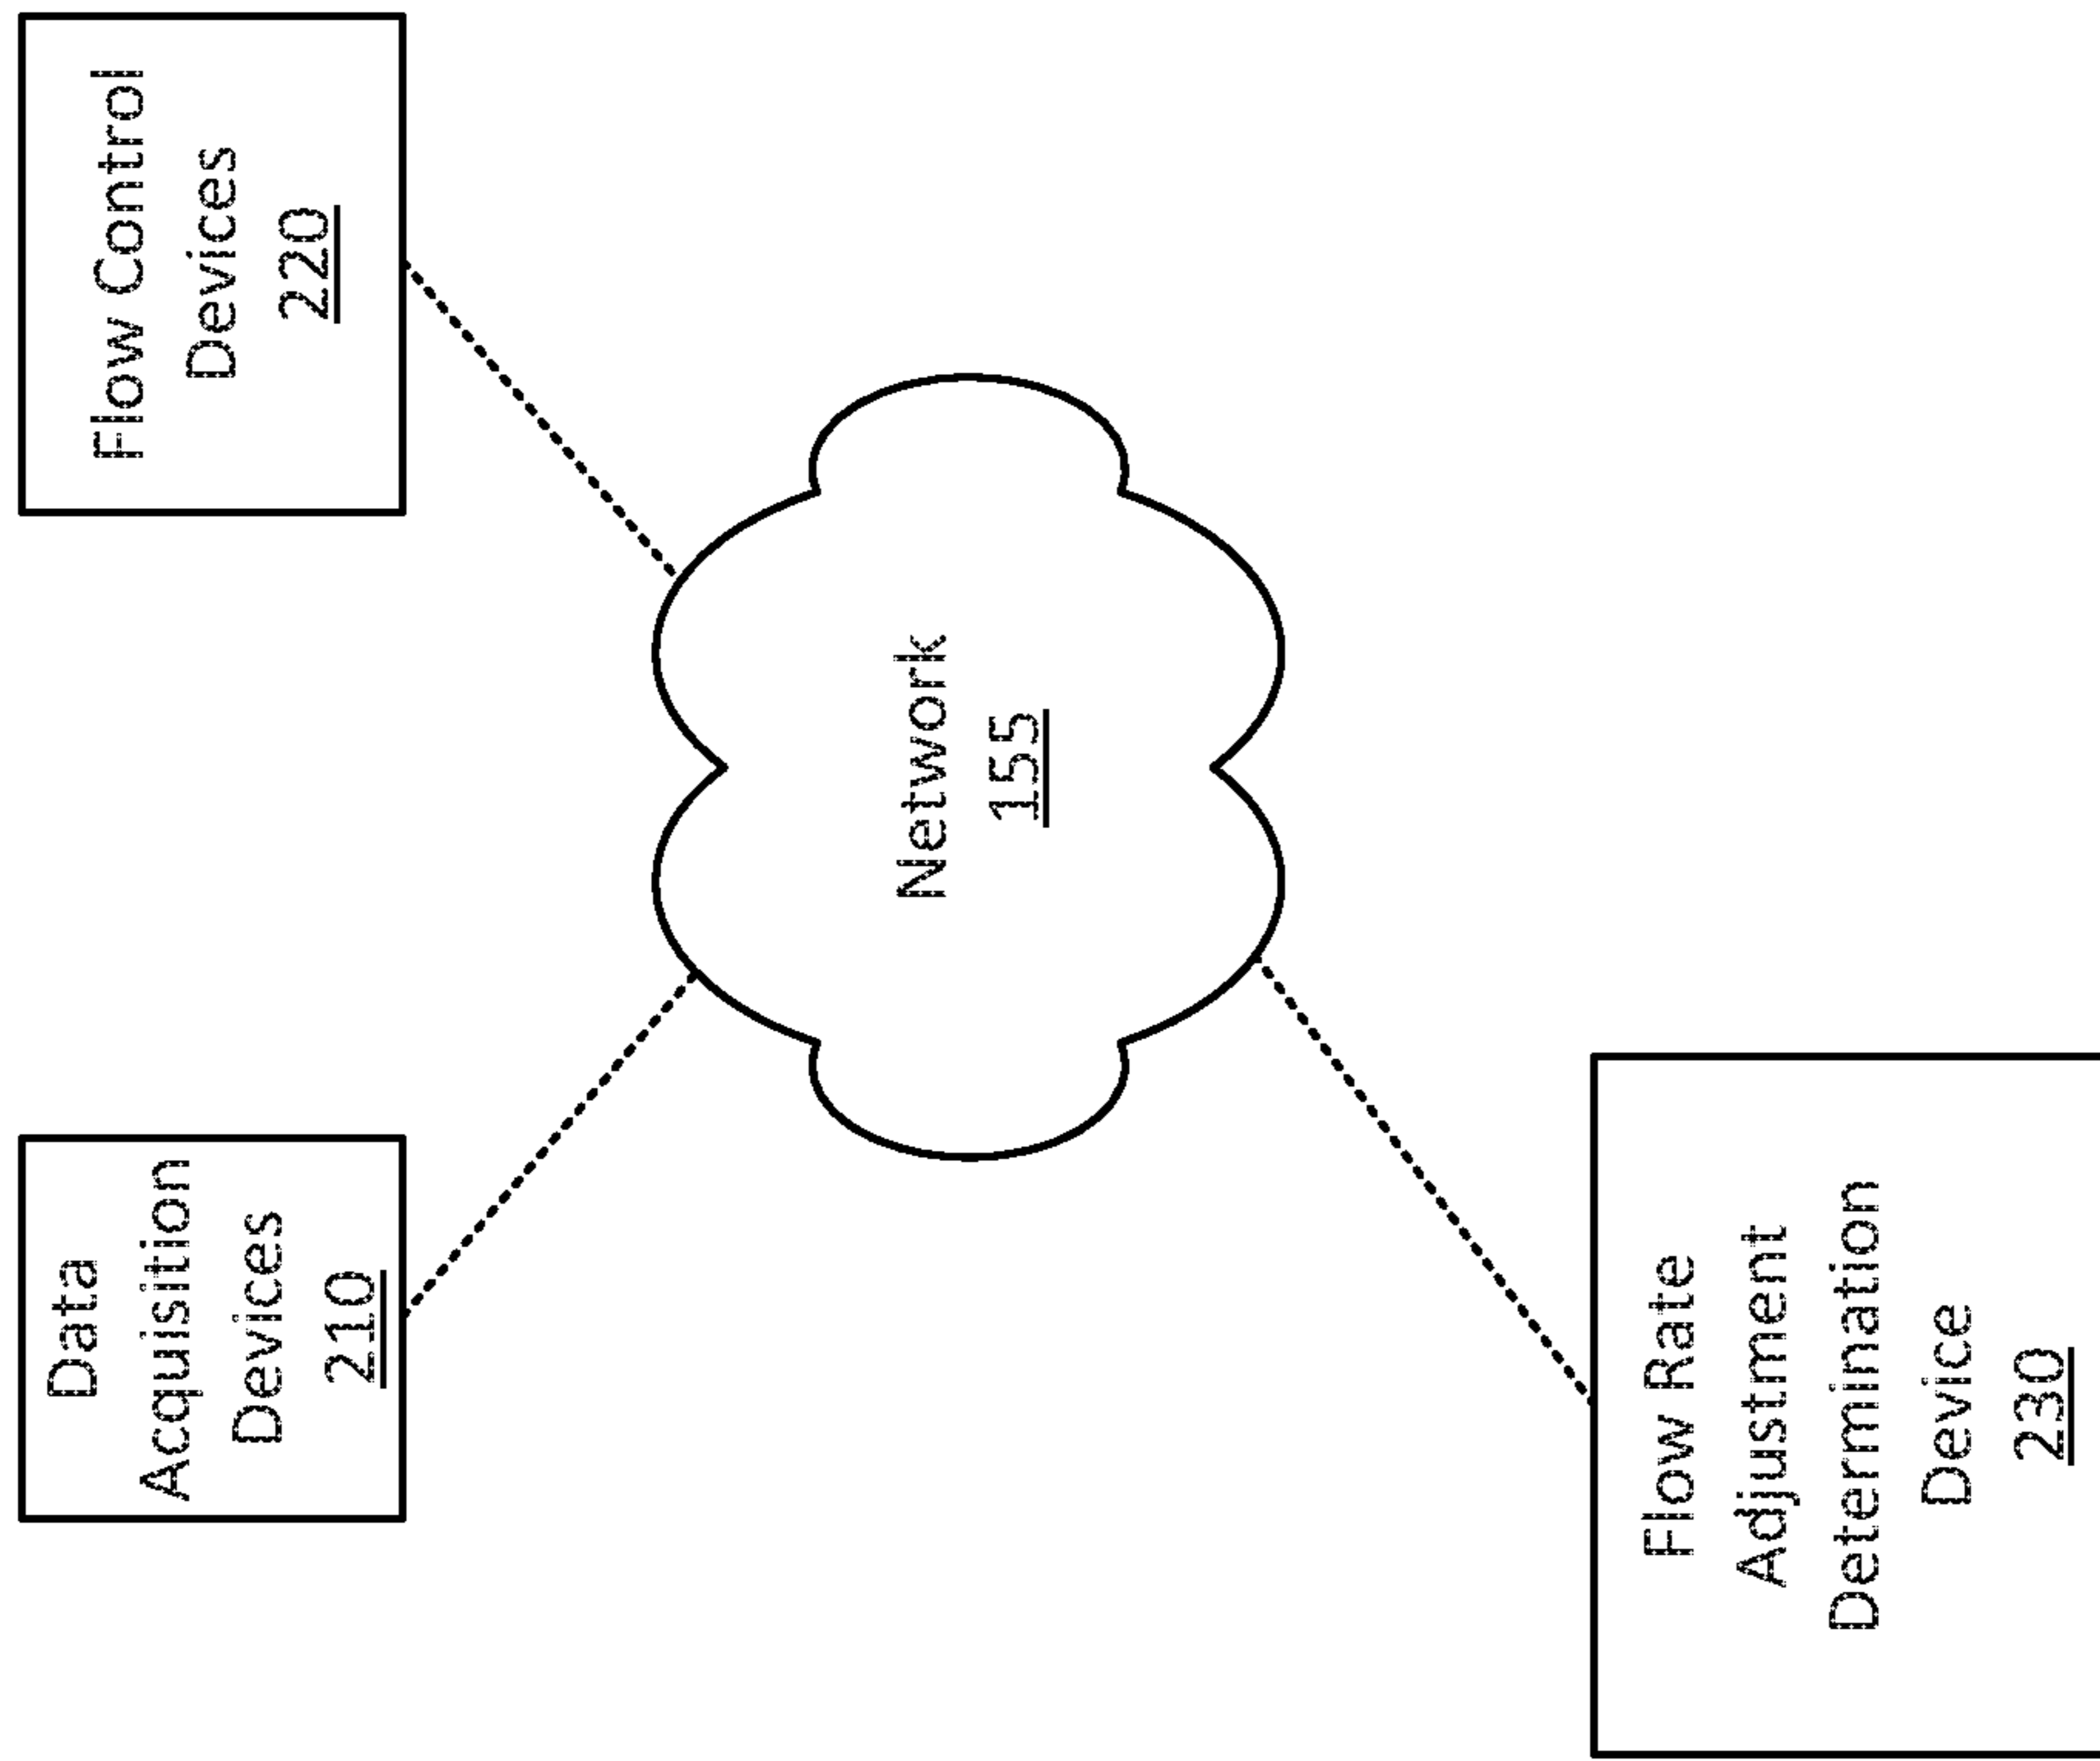 Data
Acquisition
Devices
210
Flow Control
Devices
220
Network
155
Flow Rate
Adjustment
Determination
Device
230